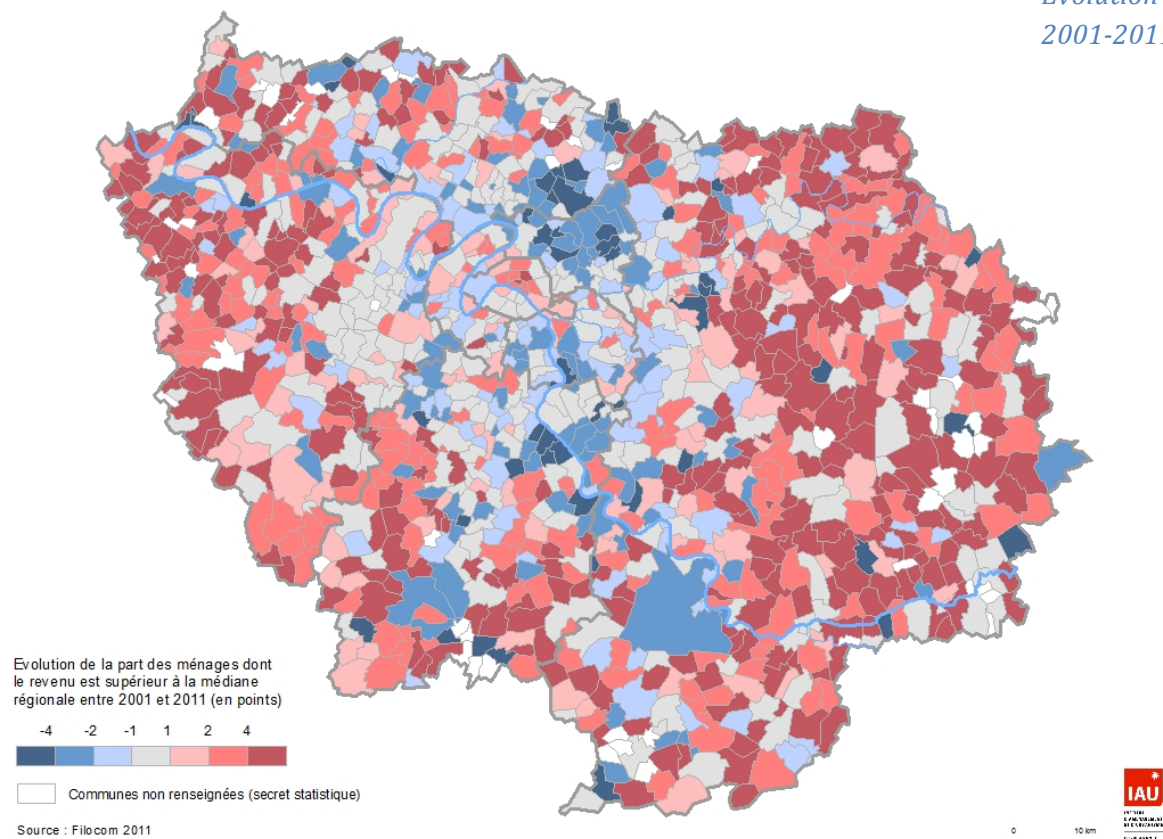 Evolution
2001-2011
Evolution de la part des ménages dont
le revenu est supérieur à la médiane
régionale entre 2001 et 2011 (en points)
-4 -2 -1 1 2 4
Communes non renseignées (secret statistique)
Source : Filocom 2011
0 10 km
IAU